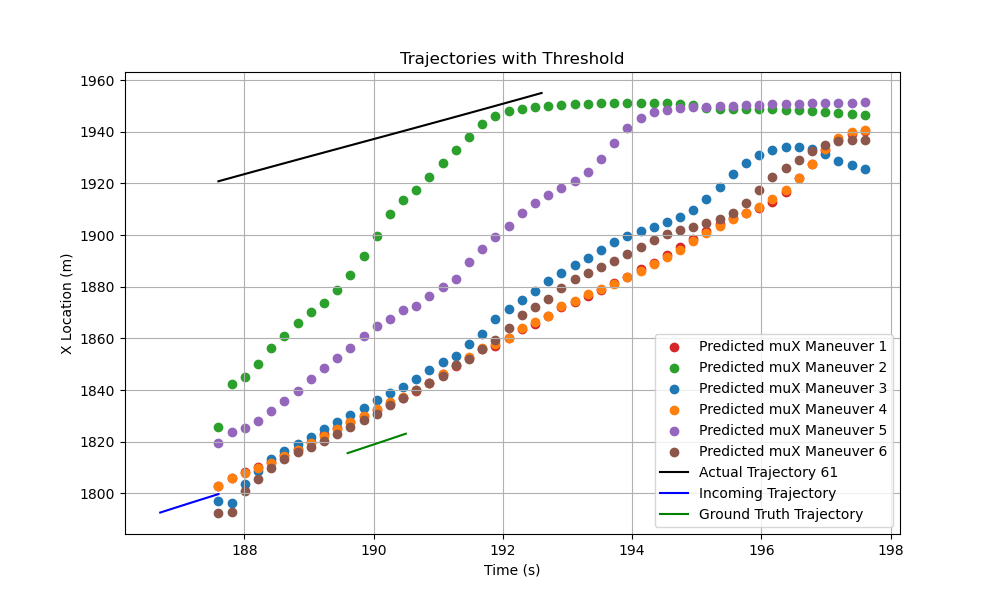 Trajectories with Threshold
X Location (m)
1960
1940
1920
1900
1880
1860
1840
1820
1800
188
190
192
194
196
198
Time (s)
Predicted muX Maneuver 1
Predicted muX Maneuver 2
Predicted muX Maneuver 3
Predicted muX Maneuver 4
Predicted muX Maneuver 5
Predicted muX Maneuver 6
Actual Trajectory 61
Incoming Trajectory
Ground Truth Trajectory